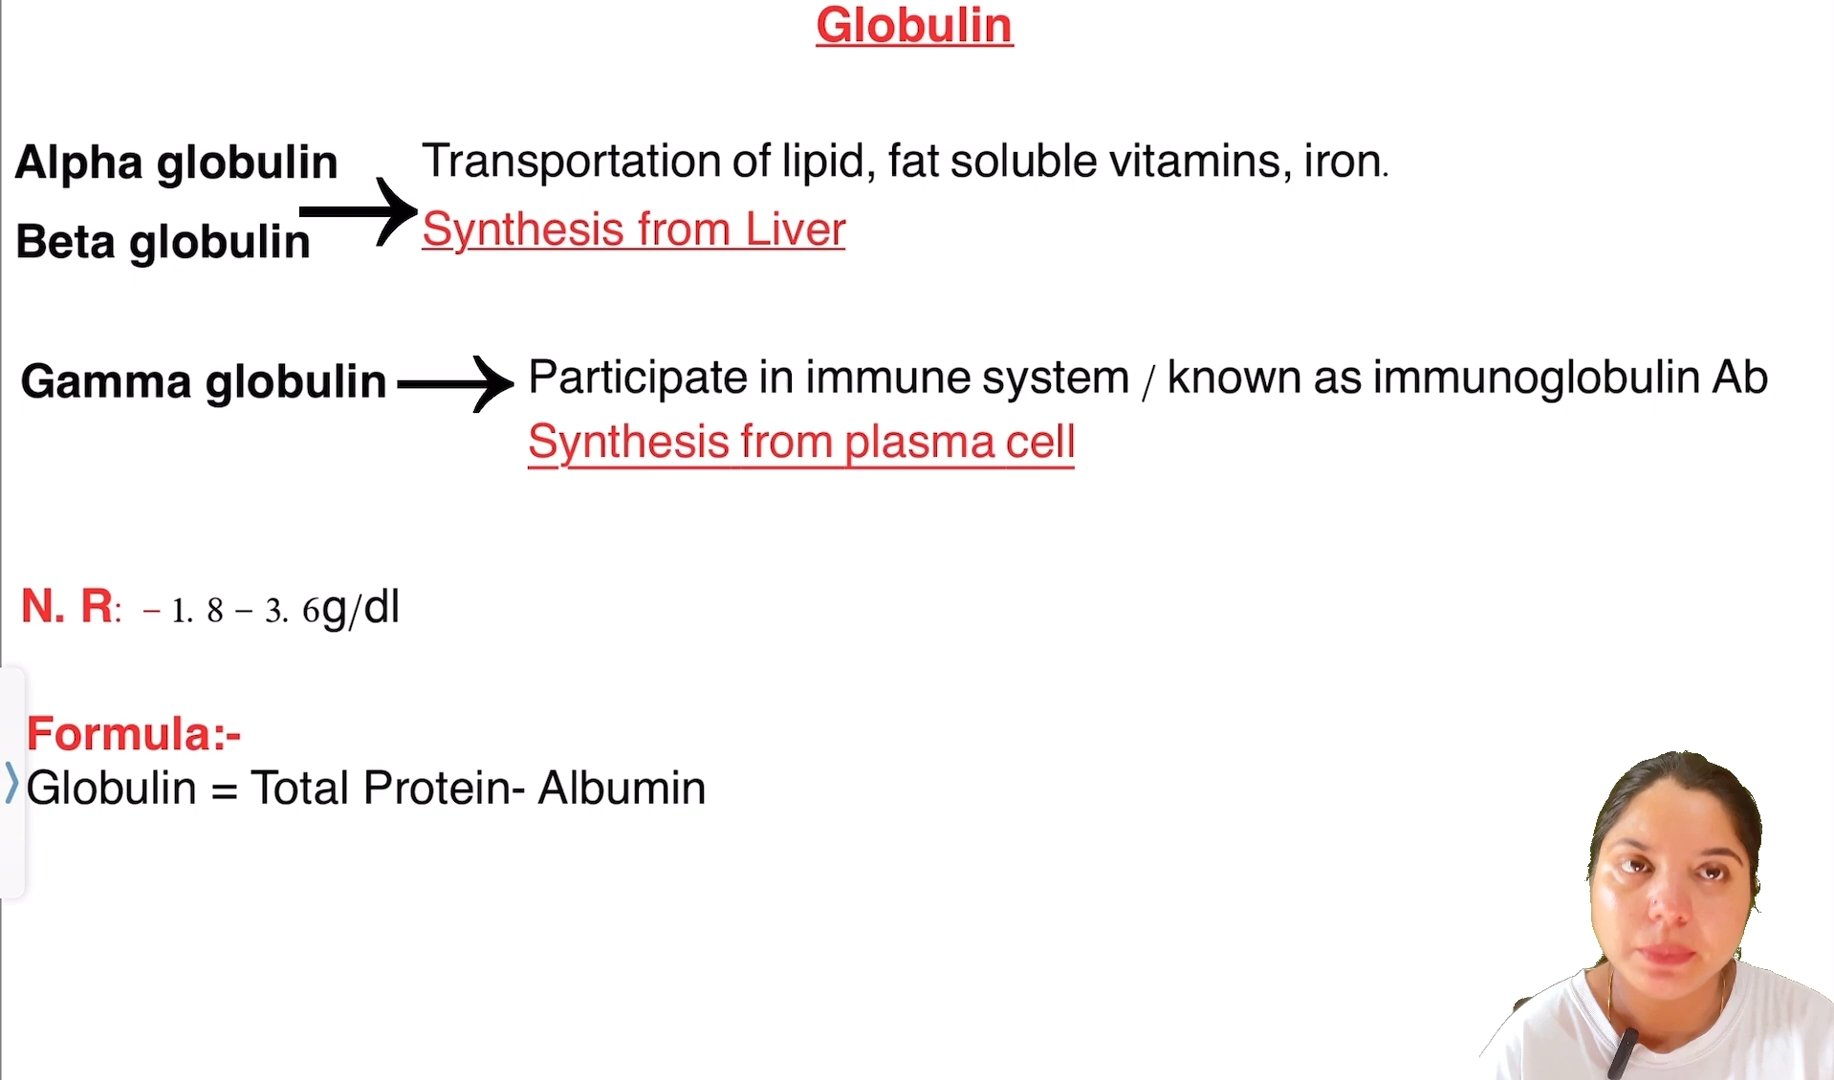 Globulin
Alpha globulin
Transportation of lipid, fat soluble vitamins, iron.
Beta globulin
Synthesis from Liver
Gamma globulin
Participate in immune system / known as immunoglobulin Ab
Synthesis from plasma cell
N. R: – 1. 8 – 3. 6g/dl
Formula:-
Globulin = Total Protein- Albumin